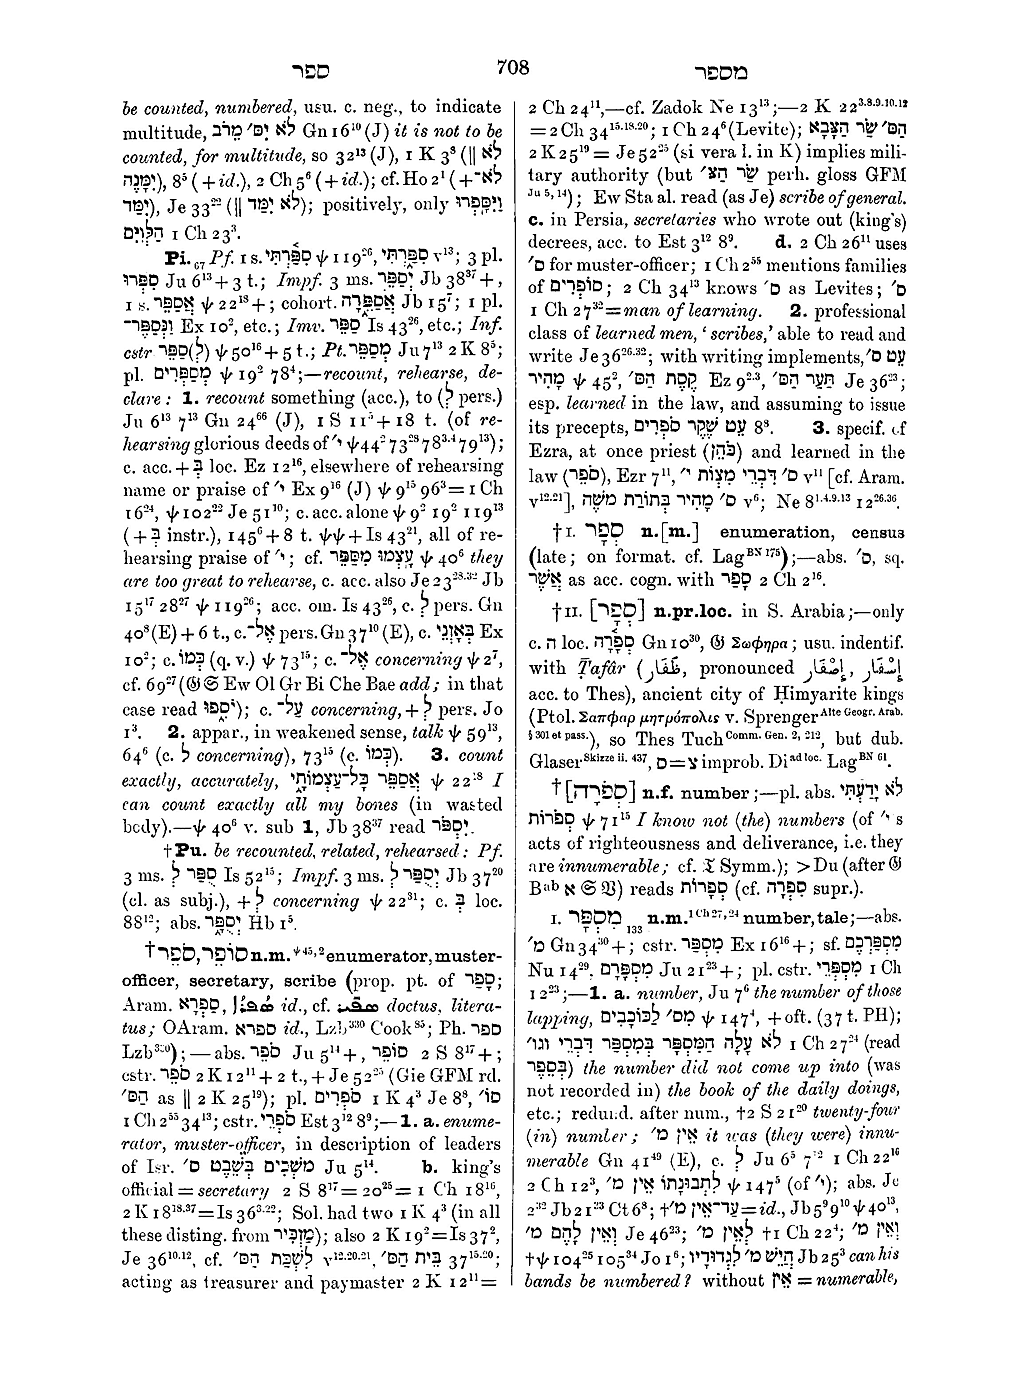 ספר
708
מספר
be counted, numbered, usu. c. neg., to indicate
multitude, לֹא יִסּ׳ מֵרֹב Gn 16¹⁰ (J) it is not to be
counted, for multitude, so 32¹³ (J), 1 K 3⁸ (|| לֹא
יִמָּנֶה), 8⁵ (+id.), 2 Ch 5⁶ (+id.); cf. Ho 2¹ (+לֹא־
יִמַּד), Je 33²² (|| לֹא יִמַּד); positively, only וַיִּסָּפְרוּ
הַלְוִיִּם 1 Ch 23³.
Pi.₆₇ Pf. 1 s. סִפַּ֫רְתִּי ψ 119²⁶, סִפַּ֑רְתִּי v¹³; 3 pl.
סִפְּרוּ Ju 6¹³ + 3 t.; Impf. 3 ms. יְסַפֵּר Jb 38³⁷ +,
1 s. אֲסַפֵּר ψ 22¹⁸ +; cohort. אֲסַפְּרָה Jb 15¹⁷; 1 pl.
וּנְסַפֵּר־ Ex 10², etc.; Imv. סַפֵּר Is 43²⁶, etc.; Inf.
cstr סַפֵּר(לְ) ψ 50¹⁶ + 5 t.; Pt. מְסַפֵּר Ju 7¹³ 2 K 8⁵;
pl. מְסַפְּרִים ψ 19² 78⁴;—recount, rehearse, de-
clare: 1. recount something (acc.), to (לְ pers.)
Ju 6¹³ 7¹³ Gn 24⁶⁶ (J), 1 S 11⁵ + 18 t. (of re-
hearsing glorious deeds of י׳ ψ 44² 73²⁸ 78³·⁴ 79¹³);
c. acc. + בְּ loc. Ez 12¹⁶, elsewhere of rehearsing
name or praise of י׳ Ex 9¹⁶ (J) ψ 9¹⁵ 96³ = 1 Ch
16²⁴, ψ 102²² Je 51¹⁰; c. acc. alone ψ 9² 19² 119¹³
(+בְּ instr.), 145⁶ + 8 t. ψψ + Is 43²¹, all of re-
hearsing praise of י׳; cf. עָצְמוּ מִסַּפֵּר ψ 40⁶ they
are too great to rehearse, c. acc. also Je 23²⁸·³² Jb
15¹⁷ 28²⁷ ψ 119²⁶; acc. om. Is 43²⁶, c. לְ pers. Gn
40⁸ (E) + 6 t., c. אֶל־ pers. Gn 37¹⁰ (E), c. בְּאָזְנֵי Ex
10²; c. כְּמוֹ (q. v.) ψ 73¹⁵; c. אֶל־ concerning ψ 2⁷,
cf. 69²⁷ (𝔊 𝔖 Ew Ol Gr Bi Che Bae add; in that
case read יֹסִפוּ); c. עַל־ concerning, + לְ pers. Jo
1³. 2. appar., in weakened sense, talk ψ 59¹³,
64⁶ (c. לְ concerning), 73¹⁵ (c. כְּמוֹ). 3. count
exactly, accurately, אֲסַפֵּר כָּל־עַצְמוֹתָי ψ 22¹⁸ I
can count exactly all my bones (in wasted
body).—ψ 40⁶ v. sub 1, Jb 38³⁷ read יִסְפֹּר.
†Pu. be recounted, related, rehearsed: Pf.
3 ms. סֻפַּר לְ Is 52¹⁵; Impf. 3 ms. יְסֻפַּר לְ Jb 37²⁰
(cl. as subj.), + לְ concerning ψ 22³¹; c. בְּ loc.
88¹²; abs. יְסֻפָּר Hb 1⁵.
†סוֹפֵר, סֹפֵר n.m. ψ 45, 2 enumerator, muster-
officer, secretary, scribe (prop. pt. of סָפַר;
Aram. סָפְרָא, id., cf. doctus, litera-
tus; OAram. ספרא id., Lzb³³⁰ Cook⁸⁵; Ph. ספר
Lzb³³⁰);—abs. סֹפֵר Ju 5¹⁴ +, סוֹפֵר 2 S 8¹⁷ +;
cstr. סֹפֵר 2 K 12¹¹ + 2 t., + Je 52²⁵ (Gie GFM rd.
הַסּ׳ as || 2 K 25¹⁹); pl. סֹפְרִים 1 K 4³ Je 8⁸, סוֹ׳
1 Ch 2⁵⁵ 34¹³; cstr. סֹפְרֵי Est 3¹² 8⁹;—1. a. enume-
rator, muster-officer, in description of leaders
of Isr. מֹשְׁכִים בְּשֵׁבֶט ס׳ Ju 5¹⁴. b. king's
official = secretary 2 S 8¹⁷ = 20²⁵ = 1 Ch 18¹⁶,
2 K 18¹⁸·³⁷ = Is 36³·²²; Sol. had two 1 K 4³ (in all
these disting. from מַזְכִּיר); also 2 K 19² = Is 37²,
Je 36¹⁰·¹², cf. לִשְׁכַּת הַסּ׳ v¹²·²⁰·²¹, בֵּית הַסּ׳ 37¹⁵·²⁰;
acting as treasurer and paymaster 2 K 12¹¹ =
2 Ch 24¹¹,—cf. Zadok Ne 13¹³;—2 K 22³·⁸·⁹·¹⁰·¹²
= 2 Ch 34¹⁵·¹⁸·²⁰; 1 Ch 24⁶ (Levite); הַסּ׳ שַׂר הַצָּבָא
2 K 25¹⁹ = Je 52²⁵ (si vera l. in K) implies mili-
tary authority (but שַׂר הַצּ׳ perh. gloss GFM
Ju 5, 14); Ew Sta al. read (as Je) scribe of general.
c. in Persia, secretaries who wrote out (king's)
decrees, acc. to Est 3¹² 8⁹. d. 2 Ch 26¹¹ uses
ס׳ for muster-officer; 1 Ch 2⁵⁵ mentions families
of סוֹפְרִים; 2 Ch 34¹³ knows ס׳ as Levites; ס׳
1 Ch 27³² = man of learning. 2. professional
class of learned men, ‘scribes,’ able to read and
write Je 36²⁶·³²; with writing implements, עֵט ס׳
מָהִיר ψ 45², קֶסֶת הַסּ׳ Ez 9²·³, תַּעַר הַסּ׳ Je 36²³;
esp. learned in the law, and assuming to issue
its precepts, עֵט שֶׁקֶר סֹפְרִים 8⁸. 3. specif. of
Ezra, at once priest (כֹּהֵן) and learned in the
law (סֹפֵר), Ezr 7¹¹, ס׳ דִּבְרֵי מִצְוֺת י׳ v¹¹ [cf. Aram.
v¹²·²¹], ס׳ מָהִיר בְּתוֹרַת מֹשֶׁה v⁶; Ne 8¹·⁴·⁹·¹³ 12²⁶·³⁶.
†I. סְפָר n.[m.] enumeration, census
(late; on format. cf. Lag BN 175);—abs. ס׳, sq.
אֲשֶׁר as acc. cogn. with סָפַר 2 Ch 2¹⁶.
†II. [סְפָר] n.pr.loc. in S. Arabia;—only
c. ה loc. סְפָ֫רָה Gn 10³⁰, 𝔊 Σωφηρα; usu. indentif.
with Ṭafâr (ظَفَار, pronounced إِصْفَار, إِسْفَار
acc. to Thes), ancient city of Ḥimyarite kings
(Ptol. Σαπφαρ μητρόπολις v. Sprenger Alte Geogr. Arab.
§ 301 et pass.), so Thes Tuch Comm. Gen. 2, 212, but dub.
Glaser Skizze ii. 437, ס = צ improb. Di ad loc. Lag BN 61.
†[סְפֹרָה] n.f. number;—pl. abs. לֹא יָדַעְתִּי
סְפֹרוֹת ψ 71¹⁵ I know not (the) numbers (of י׳ s
acts of righteousness and deliverance, i.e. they
are innumerable; cf. 𝔗 Symm.); > Du (after 𝔊
Bab א 𝔖 𝔙) reads סְפָרוֹת (cf. סִפְרָה supr.).
I. מִסְפָּר₁₃₃ n.m. 1 Ch 27, 24 number, tale;—abs.
מ׳ Gn 34³⁰ +; cstr. מִסְפַּר Ex 16¹⁶ +; sf. מִסְפַּרְכֶם
Nu 14²⁹, מִסְפָּרָם Ju 21²³ +; pl. cstr. מִסְפְּרֵי 1 Ch
12²³;—1. a. number, Ju 7⁶ the number of those
lapping, מִס׳ לַכּוֹכָבִים ψ 147⁴, + oft. (37 t. PH);
לֹא עָלָה הַמִּסְפָּר בְּמִסְפַּר דִּבְרֵי וגו׳ 1 Ch 27²⁴ (read
בְּסֵפֶר) the number did not come up into (was
not recorded in) the book of the daily doings,
etc.; redund. after num., †2 S 21²⁰ twenty-four
(in) number; אֵין מ׳ it was (they were) innu-
merable Gn 41⁴⁹ (E), c. לְ Ju 6⁵ 7¹² 1 Ch 22¹⁶
2 Ch 12³, לִתְבוּנָתוֹ אֵין מ׳ ψ 147⁵ (of י׳); abs. Je
2³² Jb 21³³ Ct 6⁸; †עַד־אֵין מ׳ = id., Jb 5⁹ 9¹⁰ ψ 40¹³,
וְאֵין לָהֶם מ׳ Je 46²³; לְאֵין מ׳ †1 Ch 22⁴; וְאֵין מ׳
†ψ 104²⁵ 105³⁴ Jo 1⁶; הֲיֵשׁ מ׳ לִגְדוּדָיו Jb 25³ can his
bands be numbered? without אֵין = numerable,